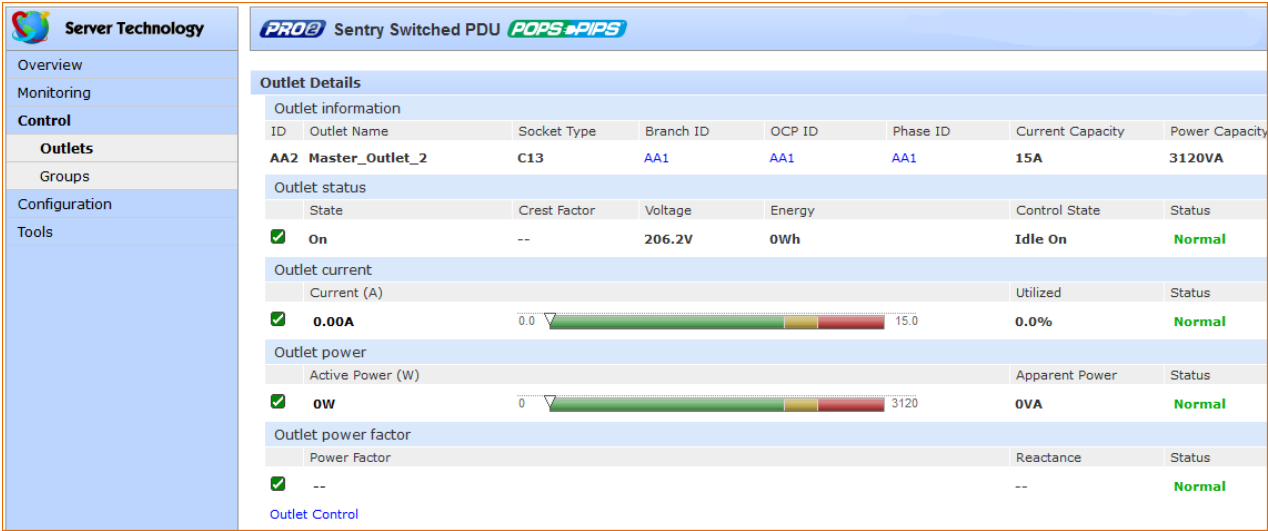 Server Technology
PRO2 Sentry Switched PDU POPS PIPS
Overview
Monitoring
Control
Outlets
Groups
Configuration
Tools
Outlet Details
Outlet information
ID Outlet Name Socket Type Branch ID OCP ID Phase ID Current Capacity Power Capacity
AA2 Master_Outlet_2 C13 AA1 AA1 AA1 15A 3120VA
Outlet status
State Crest Factor Voltage Energy Control State Status
On -- 206.2V 0Wh Idle On Normal
Outlet current
Current (A) Utilized Status
0.00A 0.0 15.0 0.0% Normal
Outlet power
Active Power (W) Apparent Power Status
0W 0 3120 0VA Normal
Outlet power factor
Power Factor Reactance Status
-- -- Normal
Outlet Control